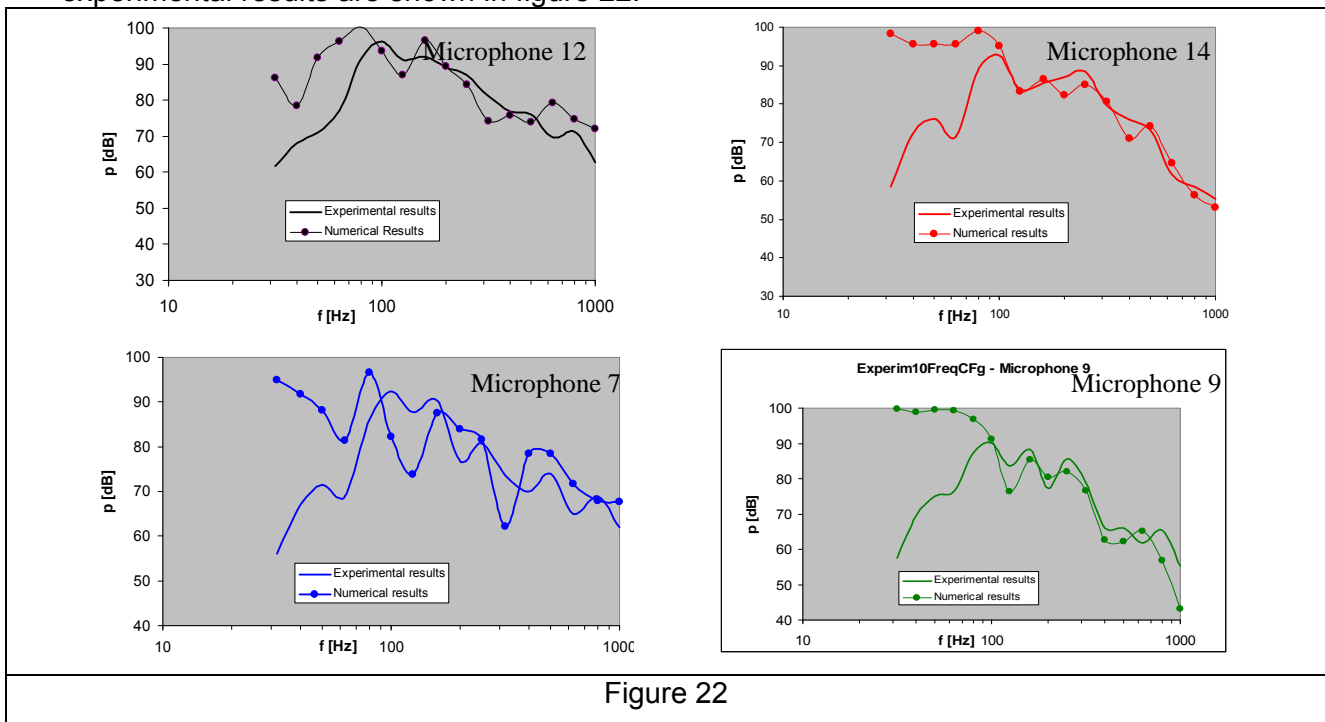 experimental results are shown in figure 22.
Microphone 12
100
90
80
70
60
50
40
30
p [dB]
Experimental results
Numerical Results
10
100
1000
f [Hz]
Microphone 14
100
90
80
70
60
50
40
30
p [dB]
Experimental results
Numerical results
10
100
1000
f [Hz]
Microphone 7
100
90
80
70
60
50
40
p [dB]
Experimental results
Numerical results
10
100
1000
f [Hz]
Experim10FreqCFg - Microphone 9
Microphone 9
100
90
80
70
60
50
40
p [dB]
Experimental results
Numerical results
10
100
1000
f [Hz]
Figure 22